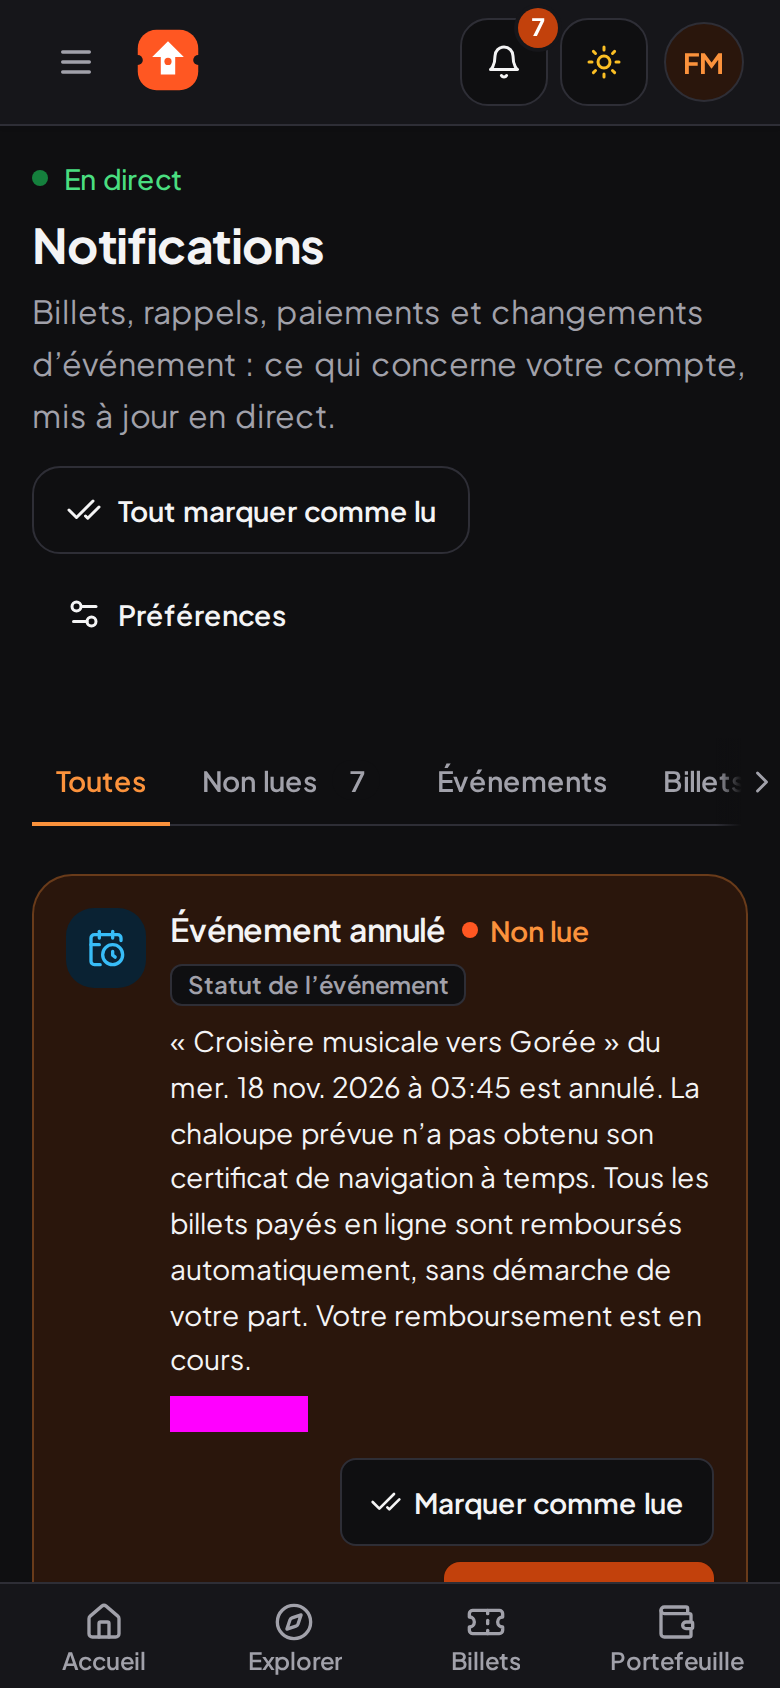 7
FM
En direct
Notifications
Billets, rappels, paiements et changements
d’événement : ce qui concerne votre compte,
mis à jour en direct.
Tout marquer comme lu
Préférences
Toutes Non lues 7 Événements Billets
Événement annulé Non lue
Statut de l’événement
« Croisière musicale vers Gorée » du
mer. 18 nov. 2026 à 03:45 est annulé. La
chaloupe prévue n’a pas obtenu son
certificat de navigation à temps. Tous les
billets payés en ligne sont remboursés
automatiquement, sans démarche de
votre part. Votre remboursement est en
cours.
Marquer comme lue
Accueil Explorer Billets Portefeuille